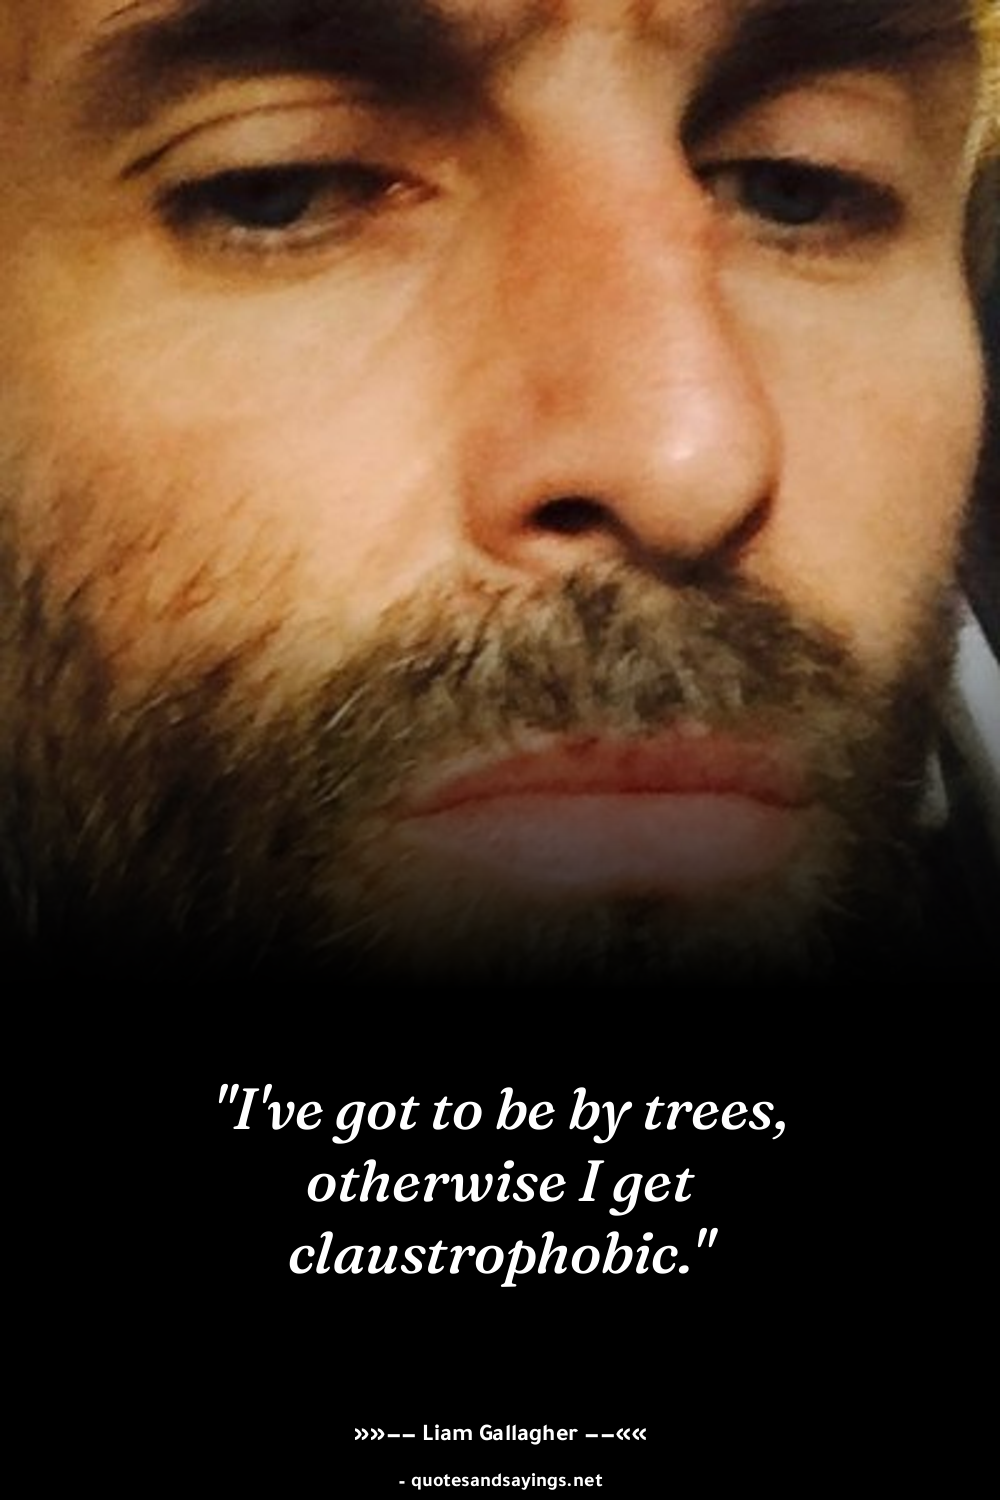 "I've got to be by trees,
otherwise I get
claustrophobic."
»»−− Liam Gallagher −−««
- quotesandsayings.net